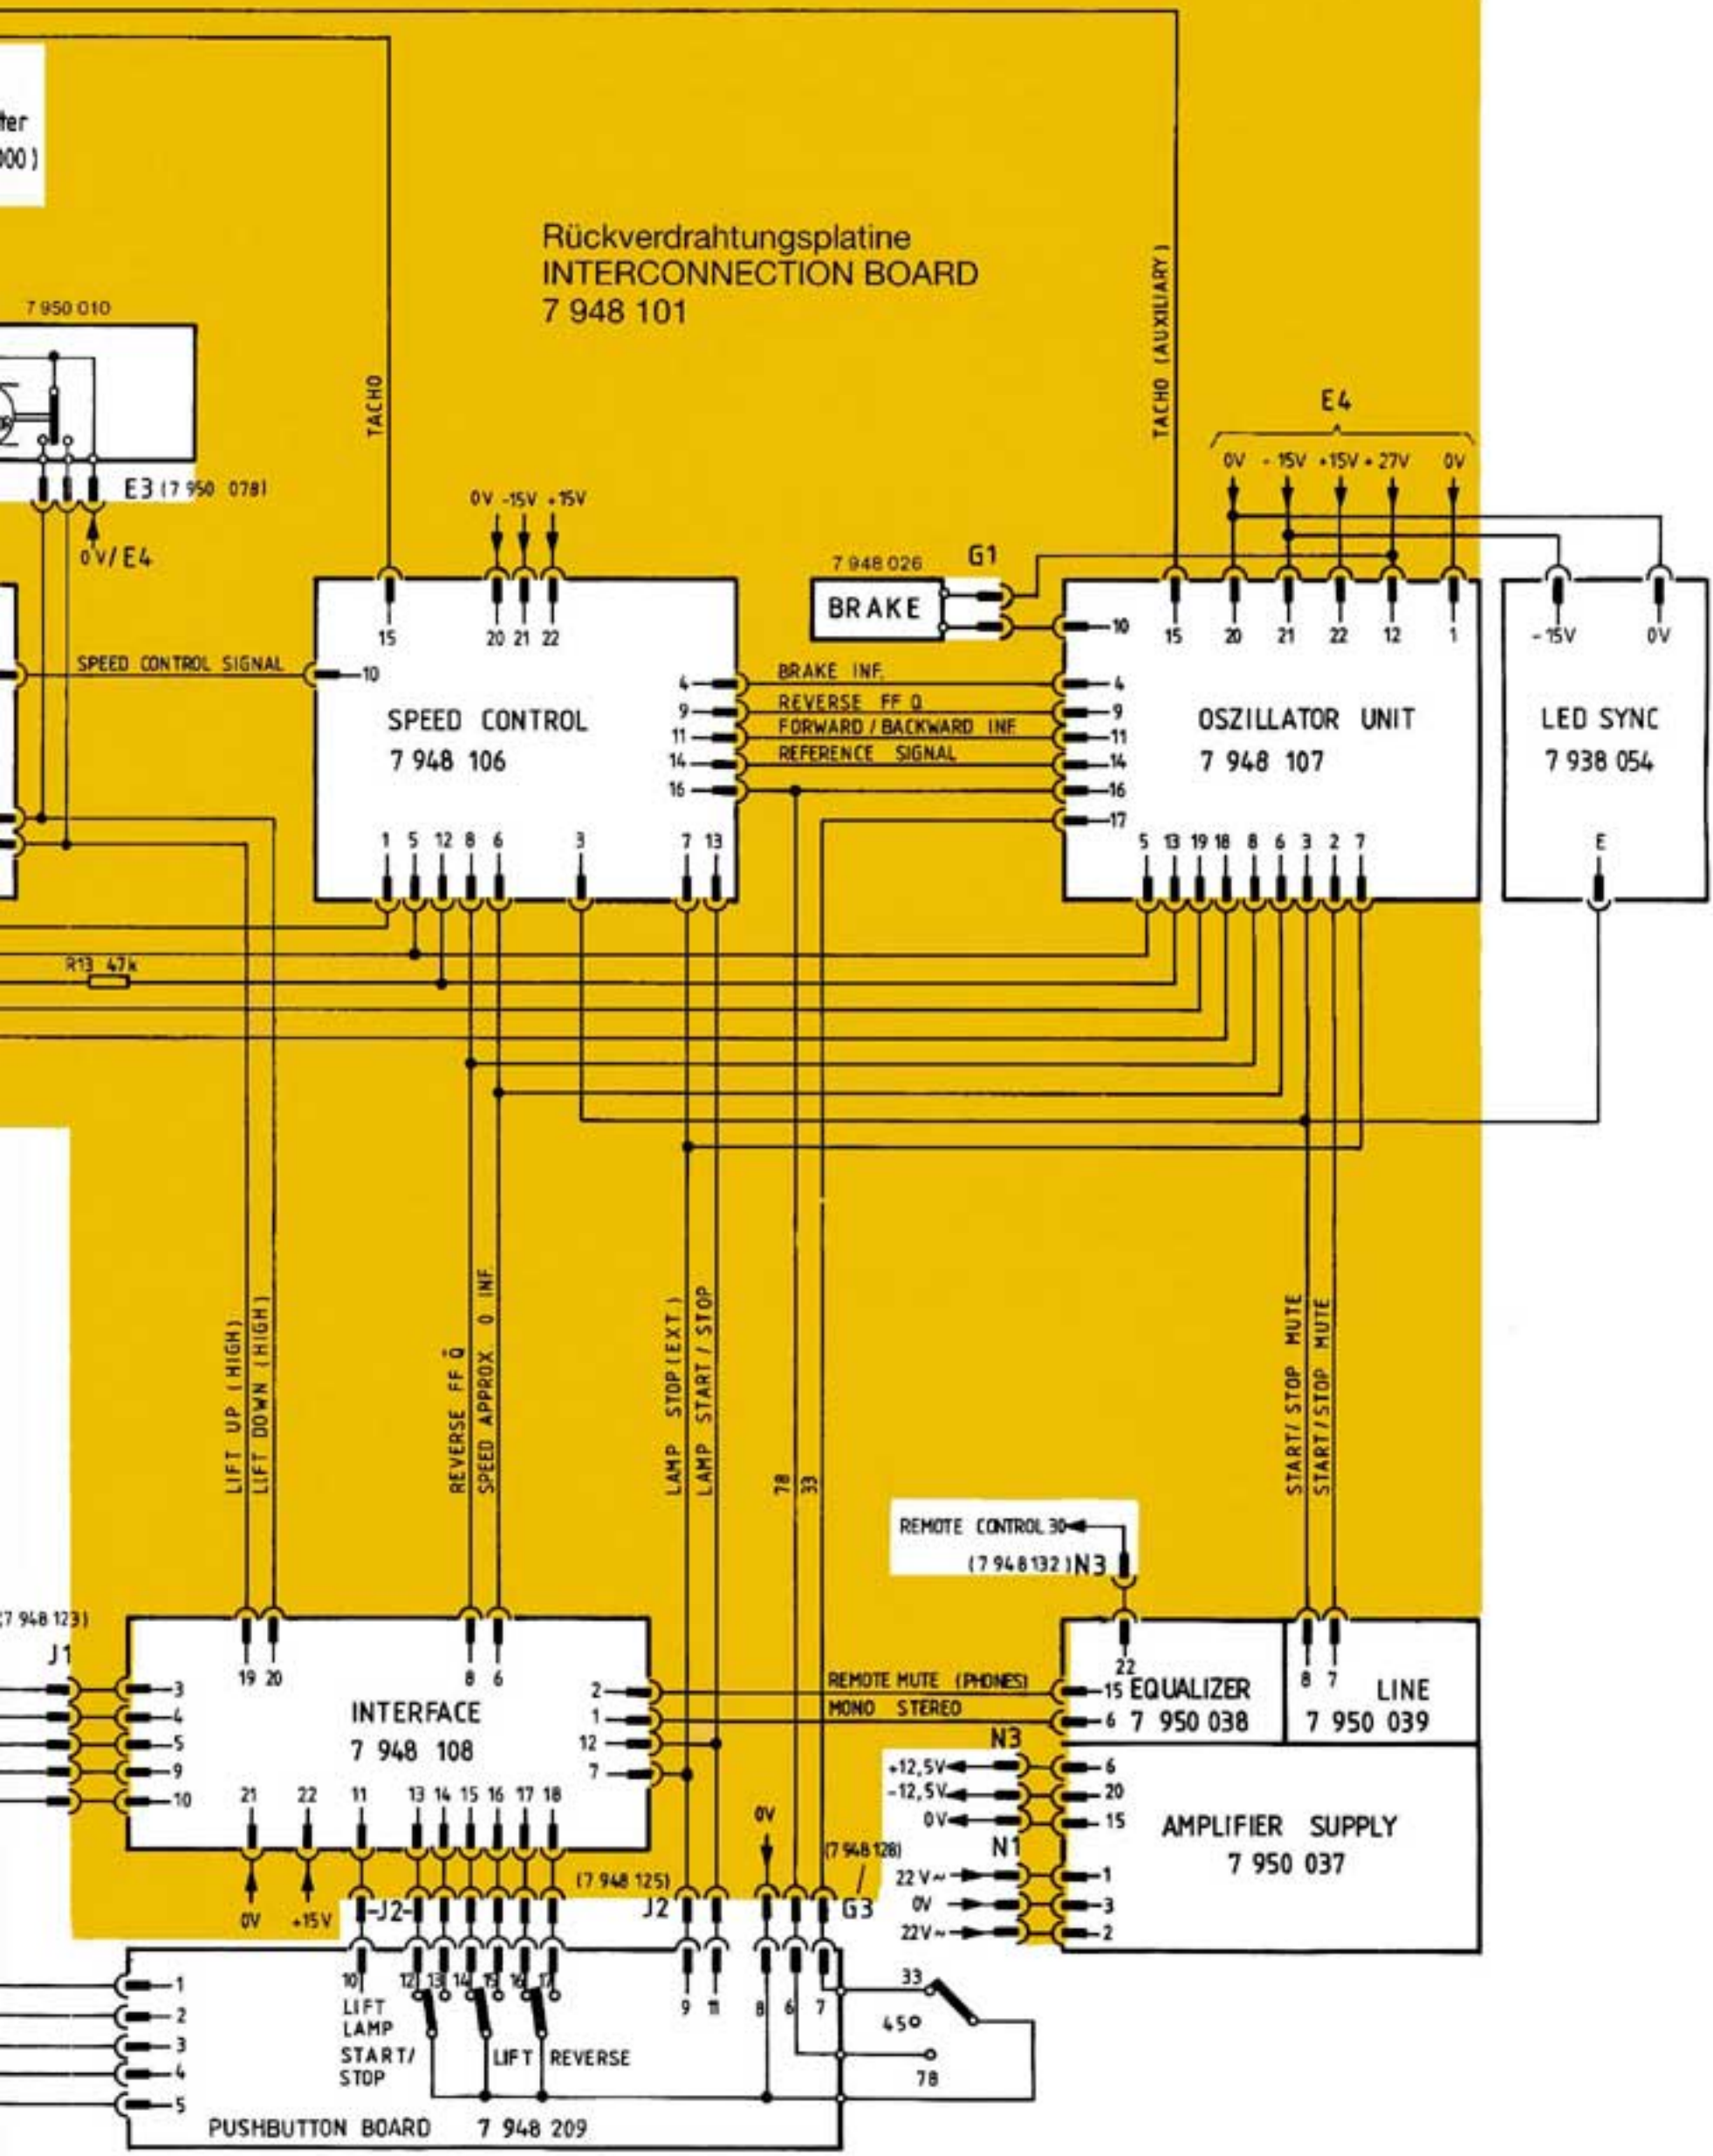 Rückverdrahtungsplatine
INTERCONNECTION BOARD
7 948 101
7 950 010
TACHO
TACHO (AUXILIARY)
E4
0V -15V +15V +27V 0V
E3 (7 950 078)
0V/E4
0V -15V +15V
7 948 026
G1
BRAKE
15
20 21 22
10
15 20 21 22 12 1
-15V 0V
SPEED CONTROL SIGNAL
10
SPEED CONTROL
7 948 106
4
9
11
14
16
BRAKE INF.
REVERSE FF Q
FORWARD / BACKWARD INF.
REFERENCE SIGNAL
4
9
11
14
16
17
OSZILLATOR UNIT
7 948 107
LED SYNC
7 938 054
1 5 12 8 6 3 7 13
5 13 19 18 8 6 3 2 7
E
R13 47k
LIFT UP (HIGH)
LIFT DOWN (HIGH)
REVERSE FF Q̄
SPEED APPROX 0 INF.
LAMP STOP (EXT.)
LAMP START / STOP
78
33
START/STOP MUTE
START/STOP MUTE
REMOTE CONTROL 30
(7 948 132) N3
(7 948 123)
J1
3
4
5
9
10
19 20
8 6
INTERFACE
7 948 108
2
1
12
7
21 22 11 13 14 15 16 17 18
REMOTE MUTE (PHONES)
MONO STEREO
22
15 EQUALIZER
6 7 950 038
8 7
LINE
7 950 039
N3
+12,5V
-12,5V
0V
6
20
15
N1
22V~
0V
22V~
1
3
2
AMPLIFIER SUPPLY
7 950 037
0V +15V
-J2-
(7 948 125)
J2
0V
(7 948 128)
G3
1
2
3
4
5
10 12 13 14 15 16 17
9 11 8 6 7
LIFT
LAMP
START/
STOP
LIFT REVERSE
33
45
78
PUSHBUTTON BOARD 7 948 209